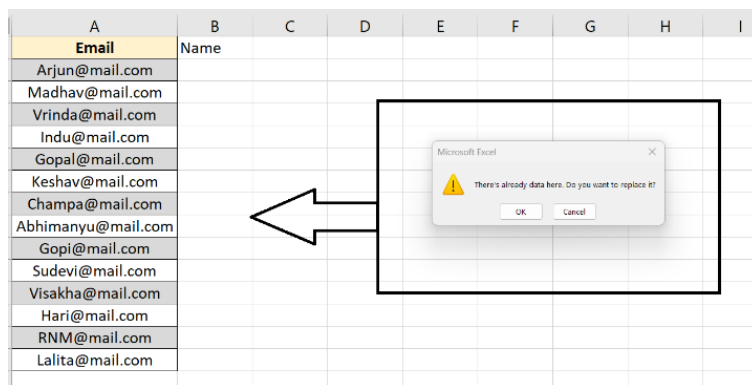 A B C D E F G H I
Email Name
Arjun@mail.com
Madhav@mail.com
Vrinda@mail.com
Indu@mail.com
Gopal@mail.com
Keshav@mail.com
Champa@mail.com
Abhimanyu@mail.com
Gopi@mail.com
Sudevi@mail.com
Visakha@mail.com
Hari@mail.com
RNM@mail.com
Lalita@mail.com
Microsoft Excel
There's already data here. Do you want to replace it?
OK Cancel